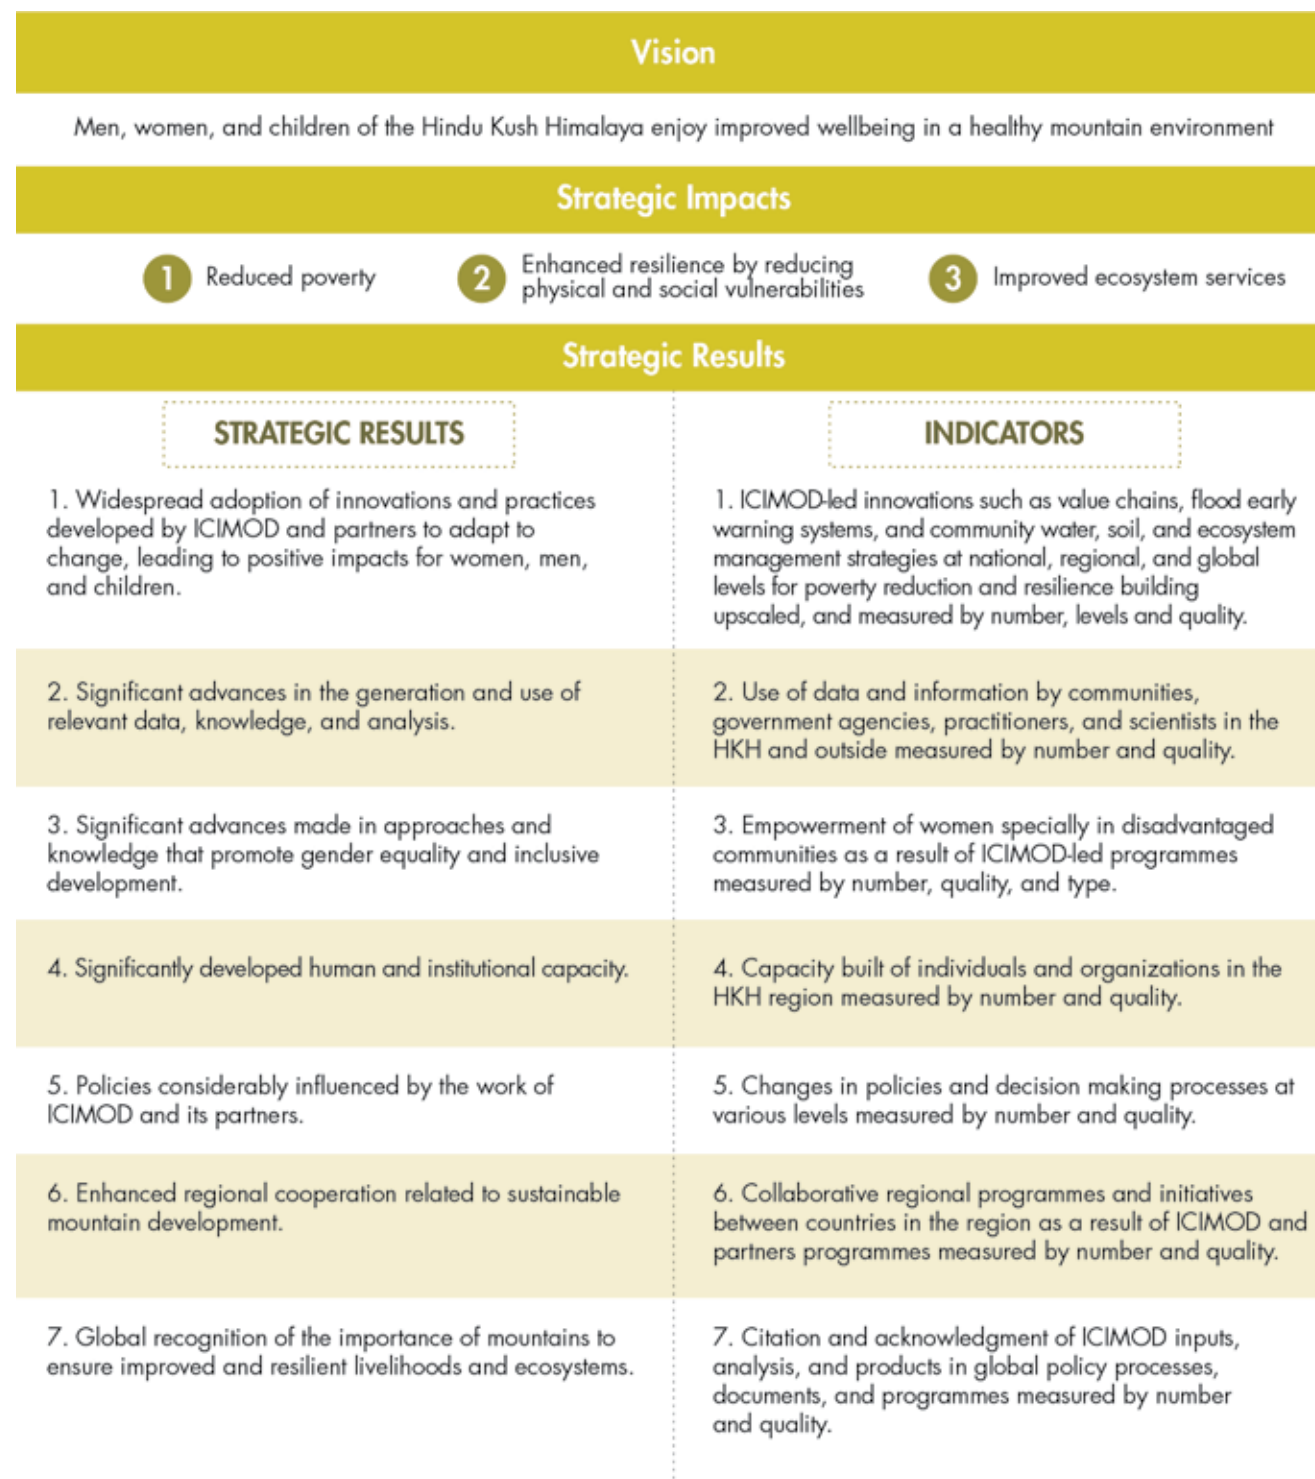 Vision
Men, women, and children of the Hindu Kush Himalaya enjoy improved wellbeing in a healthy mountain environment
Strategic Impacts
1 Reduced poverty
2 Enhanced resilience by reducing
physical and social vulnerabilities
3 Improved ecosystem services
Strategic Results
STRATEGIC RESULTS
INDICATORS
1. Widespread adoption of innovations and practices
developed by ICIMOD and partners to adapt to
change, leading to positive impacts for women, men,
and children.
1. ICIMOD-led innovations such as value chains, flood early
warning systems, and community water, soil, and ecosystem
management strategies at national, regional, and global
levels for poverty reduction and resilience building
upscaled, and measured by number, levels and quality.
2. Significant advances in the generation and use of
relevant data, knowledge, and analysis.
2. Use of data and information by communities,
government agencies, practitioners, and scientists in the
HKH and outside measured by number and quality.
3. Significant advances made in approaches and
knowledge that promote gender equality and inclusive
development.
3. Empowerment of women specially in disadvantaged
communities as a result of ICIMOD-led programmes
measured by number, quality, and type.
4. Significantly developed human and institutional capacity.
4. Capacity built of individuals and organizations in the
HKH region measured by number and quality.
5. Policies considerably influenced by the work of
ICIMOD and its partners.
5. Changes in policies and decision making processes at
various levels measured by number and quality.
6. Enhanced regional cooperation related to sustainable
mountain development.
6. Collaborative regional programmes and initiatives
between countries in the region as a result of ICIMOD and
partners programmes measured by number and quality.
7. Global recognition of the importance of mountains to
ensure improved and resilient livelihoods and ecosystems.
7. Citation and acknowledgment of ICIMOD inputs,
analysis, and products in global policy processes,
documents, and programmes measured by number
and quality.